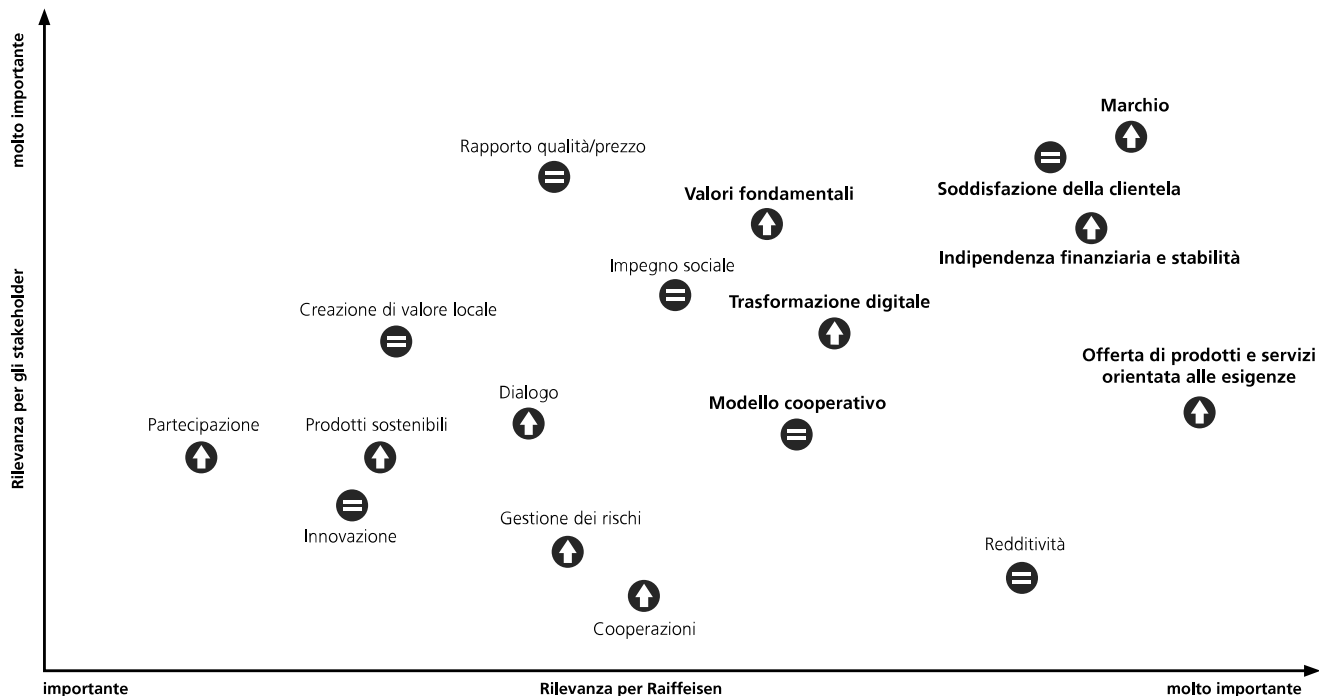 molto importante
Marchio
Rapporto qualità/prezzo
Soddisfazione della clientela
Valori fondamentali
Indipendenza finanziaria e stabilità
Impegno sociale
Trasformazione digitale
Creazione di valore locale
Rilevanza per gli stakeholder
Offerta di prodotti e servizi
orientata alle esigenze
Dialogo
Modello cooperativo
Partecipazione
Prodotti sostenibili
Innovazione
Gestione dei rischi
Redditività
Cooperazioni
importante
Rilevanza per Raiffeisen
molto importante